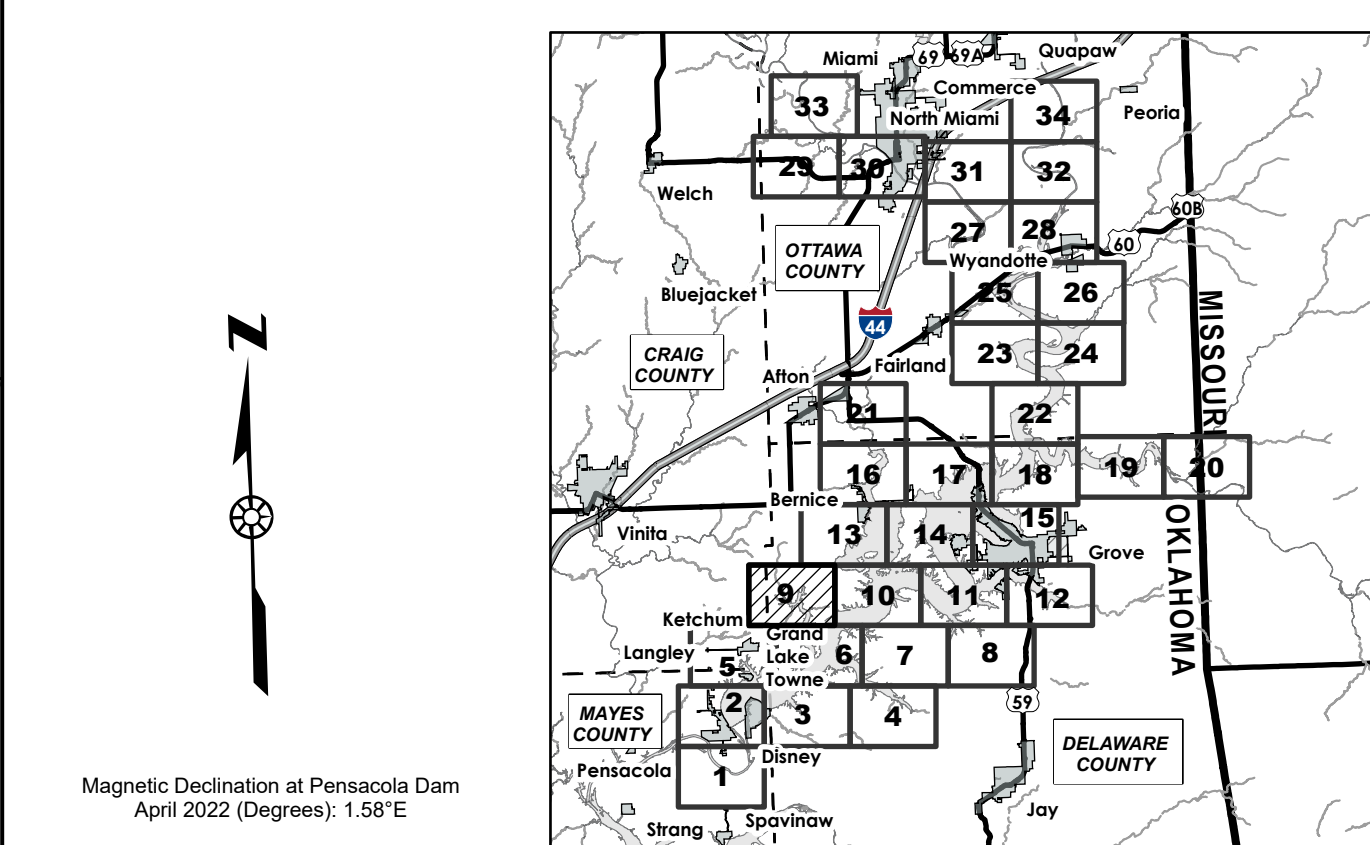 N
Magnetic Declination at Pensacola Dam
April 2022 (Degrees): 1.58°E
Miami
69
69A
Quapaw
Commerce
33
North Miami
34
Peoria
29
30
31
32
Welch
60B
27
28
60
OTTAWA
COUNTY
Wyandotte
Bluejacket
25
26
MISSOURI
44
CRAIG
COUNTY
Afton
Fairland
23
24
21
22
16
17
18
19
20
Bernice
Vinita
13
14
15
Grove
OKLAHOMA
9
10
11
12
Ketchum
Grand
Lake
Towne
Langley
5
6
7
8
MAYES
COUNTY
2
3
4
59
DELAWARE
COUNTY
Disney
Pensacola
1
Jay
Spavinaw
Strang